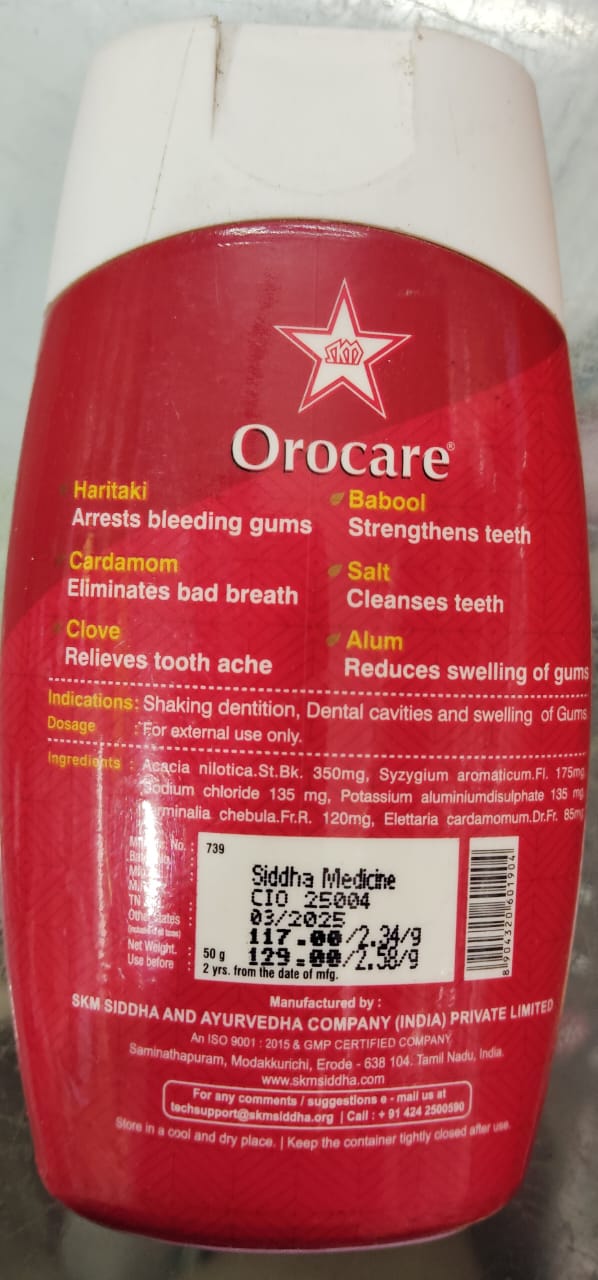 SKM
Orocare®
Haritaki
Arrests bleeding gums
Babool
Strengthens teeth
Cardamom
Eliminates bad breath
Salt
Cleanses teeth
Clove
Relieves tooth ache
Alum
Reduces swelling of gums
Indications: Shaking dentition, Dental cavities and swelling of Gums
Dosage : For external use only.
Ingredients : Acacia nilotica.St.Bk. 350mg, Syzygium aromaticum.Fl. 175mg
Sodium chloride 135 mg, Potassium aluminiumdisulphate 135 mg
Terminalia chebula.Fr.R. 120mg, Elettaria cardamomum.Dr.Fr. 85mg
No. 739
Siddha Medicine
Batch No. CIO 25004
03/2025
TN 117.00/2.34/g
Other States 129.00/2.58/g
Net Weight. 50 g
Use before 2 yrs. from the date of mfg.
8 904320 601904
Manufactured by :
SKM SIDDHA AND AYURVEDHA COMPANY (INDIA) PRIVATE LIMITED
An ISO 9001 : 2015 & GMP CERTIFIED COMPANY
Saminathapuram, Modakkurichi, Erode - 638 104. Tamil Nadu, India.
www.skmsiddha.com
For any comments / suggestions e - mail us at
techsupport@skmsiddha.org | Call : + 91 424 2500590
Store in a cool and dry place. | Keep the container tightly closed after use.